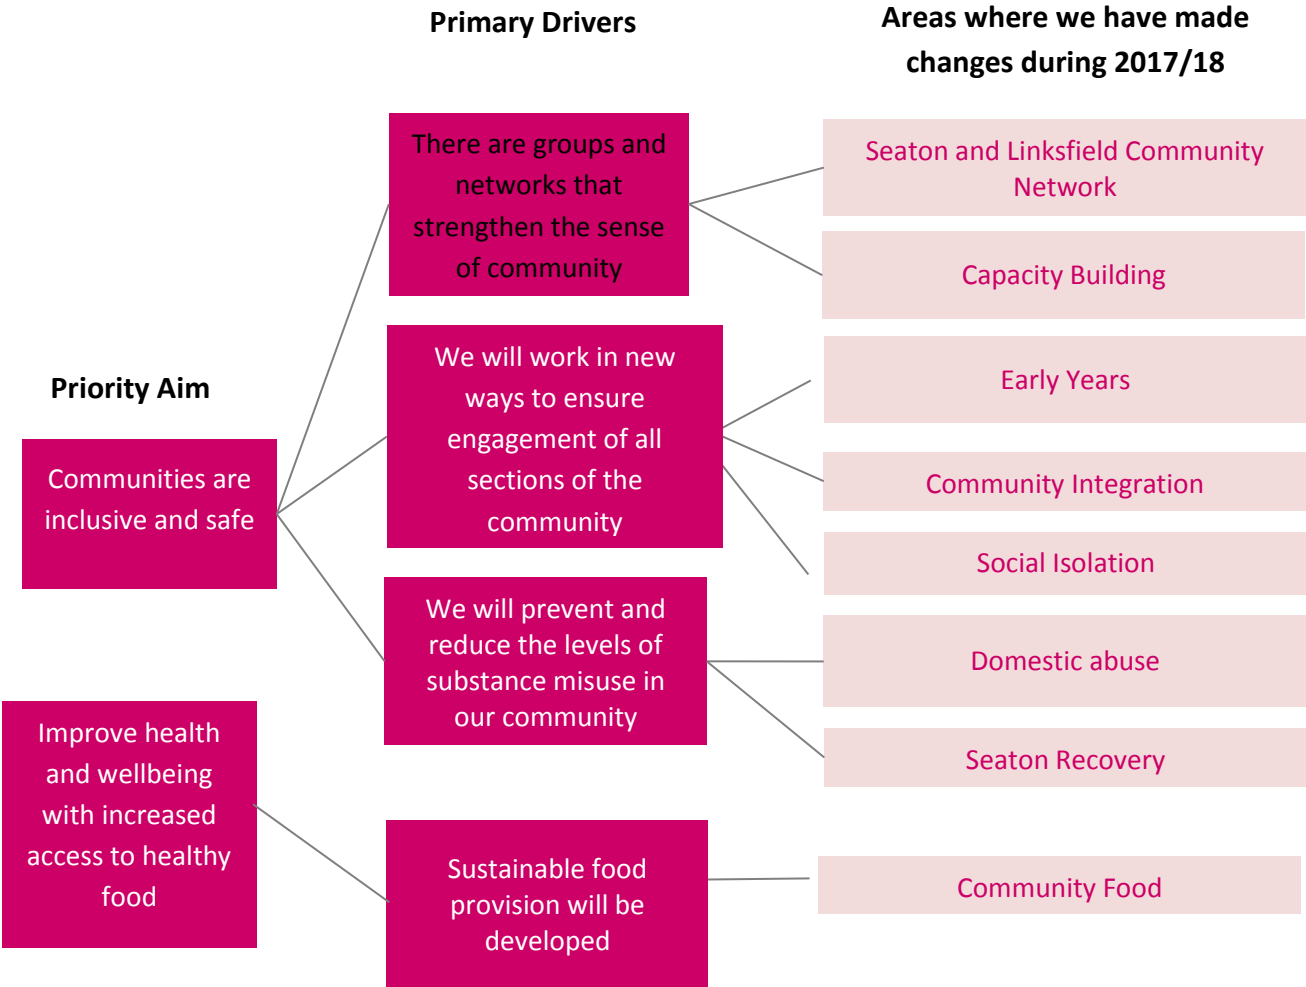 Primary Drivers
Areas where we have made
changes during 2017/18
There are groups and
networks that
strengthen the sense
of community
Seaton and Linksfield Community
Network
Capacity Building
Priority Aim
Communities are
inclusive and safe
We will work in new
ways to ensure
engagement of all
sections of the
community
Early Years
Community Integration
Social Isolation
We will prevent and
reduce the levels of
substance misuse in
our community
Domestic abuse
Seaton Recovery
Improve health
and wellbeing
with increased
access to healthy
food
Sustainable food
provision will be
developed
Community Food